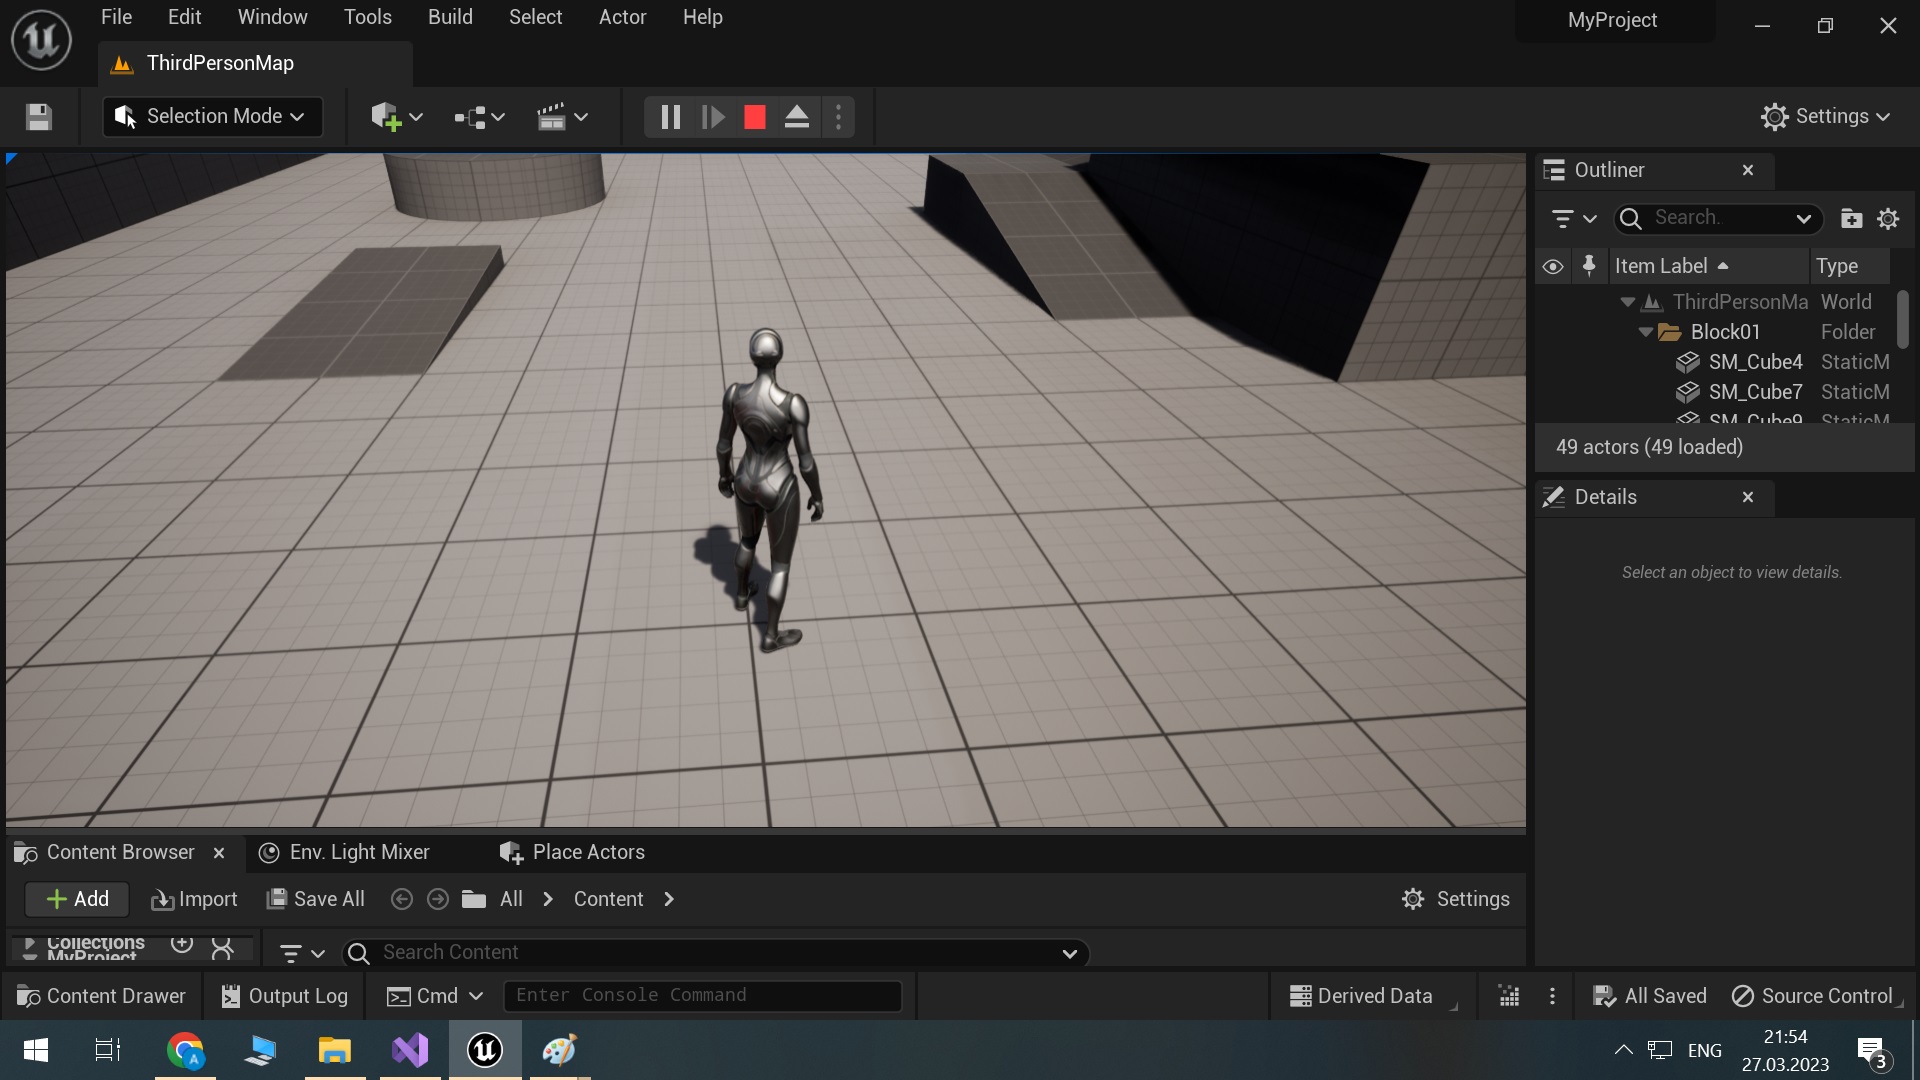 File Edit Window Tools Build Select Actor Help
MyProject
ThirdPersonMap
Selection Mode
Settings
Outliner
Search..
Item Label Type
ThirdPersonMa World
Block01 Folder
SM_Cube4 StaticM
SM_Cube7 StaticM
SM_Cube9 StaticM
49 actors (49 loaded)
Details
Select an object to view details.
Content Browser Env. Light Mixer Place Actors
Add Import Save All All Content Settings
Collections
MyProject
Search Content
Content Drawer Output Log Cmd Enter Console Command Derived Data All Saved Source Control
A
ENG
21:54
27.03.2023
3